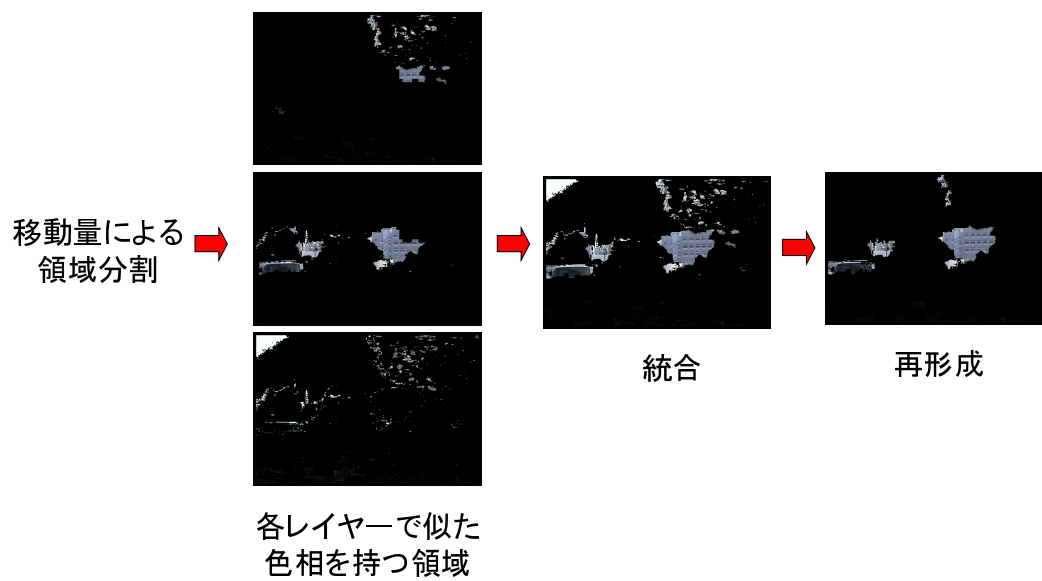 移動量による
領域分割
各レイヤーで似た
色相を持つ領域
統合
再形成